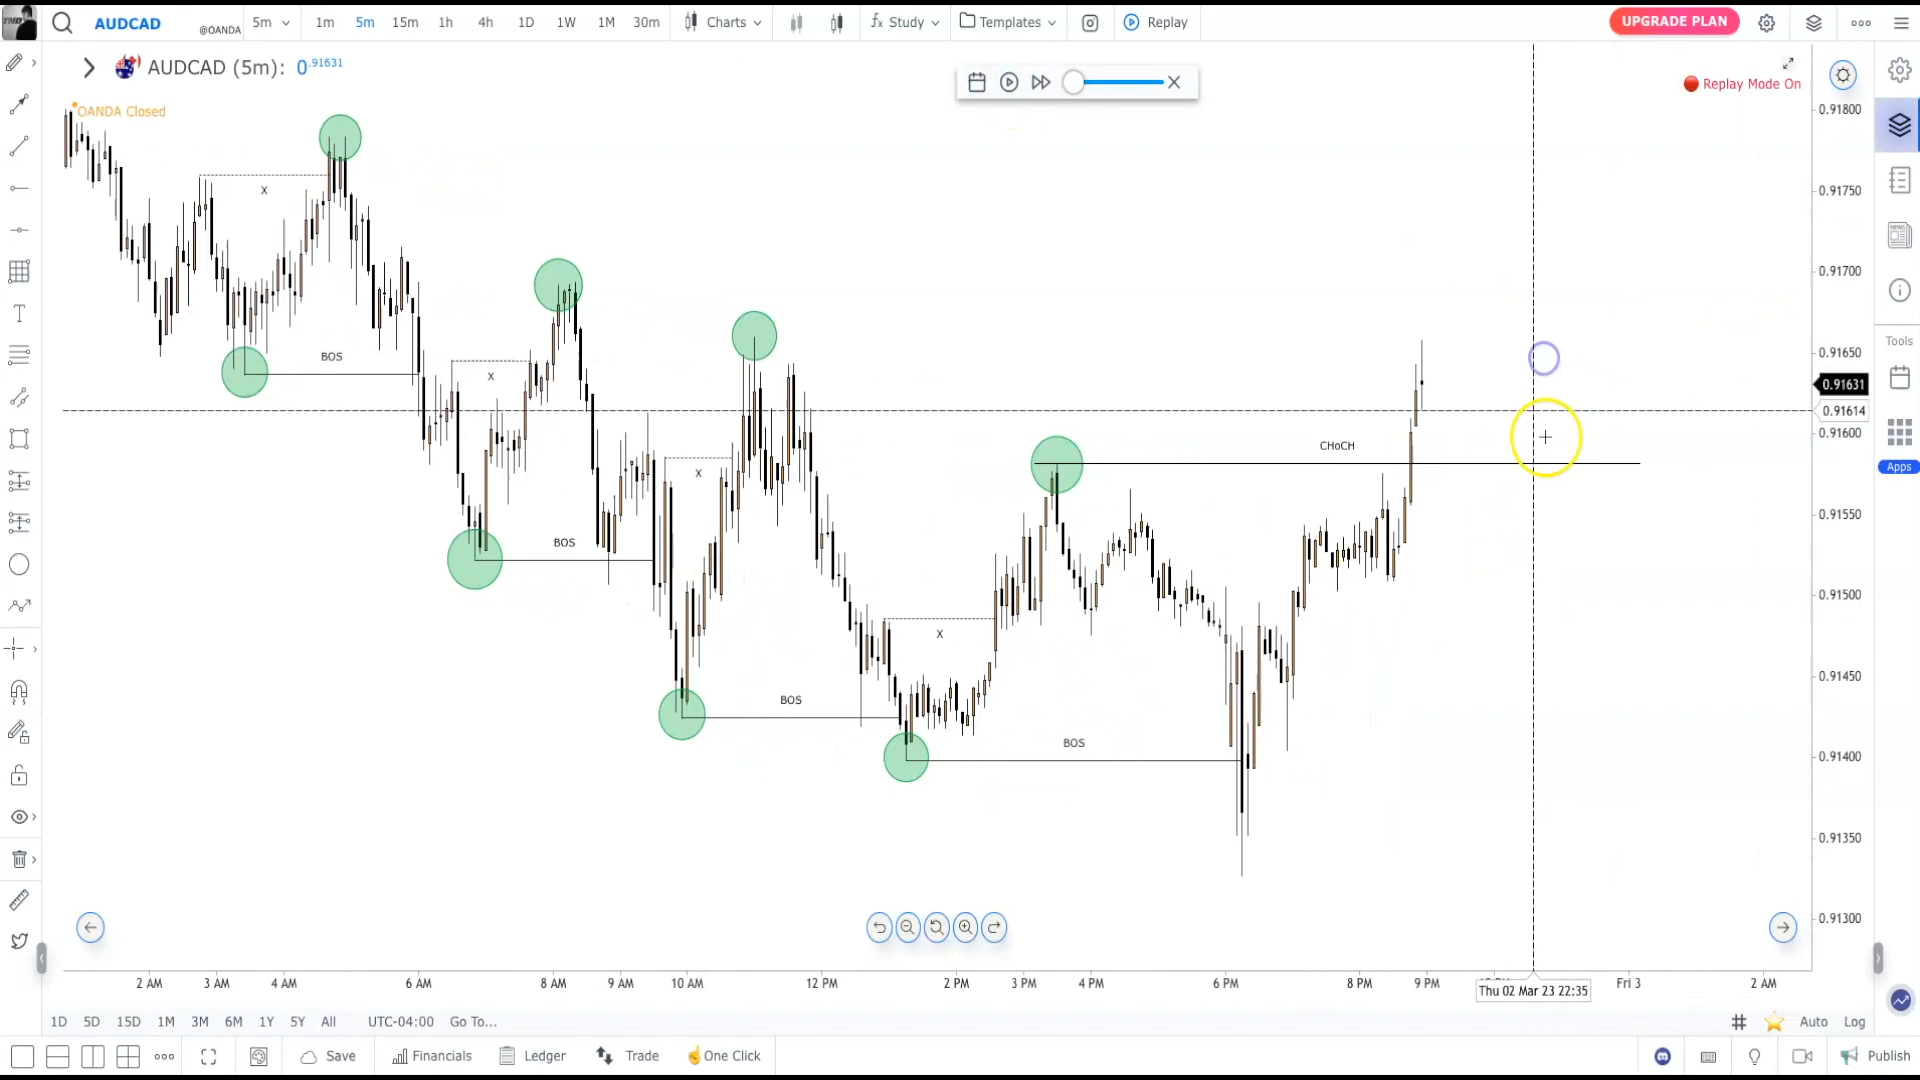 AUDCAD @OANDA 5m 1m 5m 15m 1h 4h 1D 1W 1M 30m Charts fx Study Templates Replay UPGRADE PLAN
AUDCAD (5m): 0.91631
OANDA Closed
Replay Mode On
0.91800
0.91750
X
0.91700
BOS
0.91650
X
0.91631
0.91614
0.91600
CHoCH
X
0.91550
BOS
0.91500
X
0.91450
BOS
BOS
0.91400
0.91350
0.91300
Tools
Apps
2 AM 3 AM 4 AM 6 AM 8 AM 9 AM 10 AM 12 PM 2 PM 3 PM 4 PM 6 PM 8 PM 9 PM Thu 02 Mar 23 22:35 Fri 3 2 AM
1D 5D 15D 1M 3M 6M 1Y 5Y All UTC-04:00 Go To... Auto Log
Save Financials Ledger Trade One Click Publish